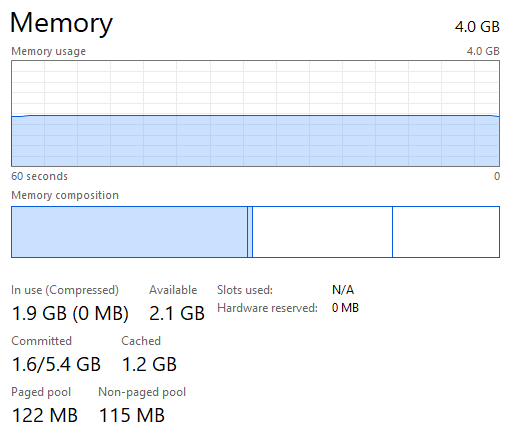 Memory 4.0 GB
Memory usage 4.0 GB
60 seconds 0
Memory composition
In use (Compressed) Available Slots used: N/A
1.9 GB (0 MB) 2.1 GB Hardware reserved: 0 MB
Committed Cached
1.6/5.4 GB 1.2 GB
Paged pool Non-paged pool
122 MB 115 MB